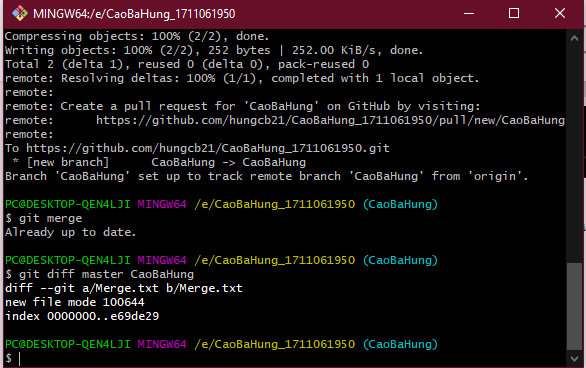 MINGW64:/e/CaoBaHung_1711061950
Compressing objects: 100% (2/2), done.
Writing objects: 100% (2/2), 252 bytes | 252.00 KiB/s, done.
Total 2 (delta 1), reused 0 (delta 0), pack-reused 0
remote: Resolving deltas: 100% (1/1), completed with 1 local object.
remote:
remote: Create a pull request for 'CaoBaHung' on GitHub by visiting:
remote:      https://github.com/hungcb21/CaoBaHung_1711061950/pull/new/CaoBaHung
remote:
To https://github.com/hungcb21/CaoBaHung_1711061950.git
 * [new branch]      CaoBaHung -> CaoBaHung
Branch 'CaoBaHung' set up to track remote branch 'CaoBaHung' from 'origin'.
PC@DESKTOP-QEN4LJI MINGW64 /e/CaoBaHung_1711061950 (CaoBaHung)
$ git merge
Already up to date.
PC@DESKTOP-QEN4LJI MINGW64 /e/CaoBaHung_1711061950 (CaoBaHung)
$ git diff master CaoBaHung
diff --git a/Merge.txt b/Merge.txt
new file mode 100644
index 0000000..e69de29
PC@DESKTOP-QEN4LJI MINGW64 /e/CaoBaHung_1711061950 (CaoBaHung)
$